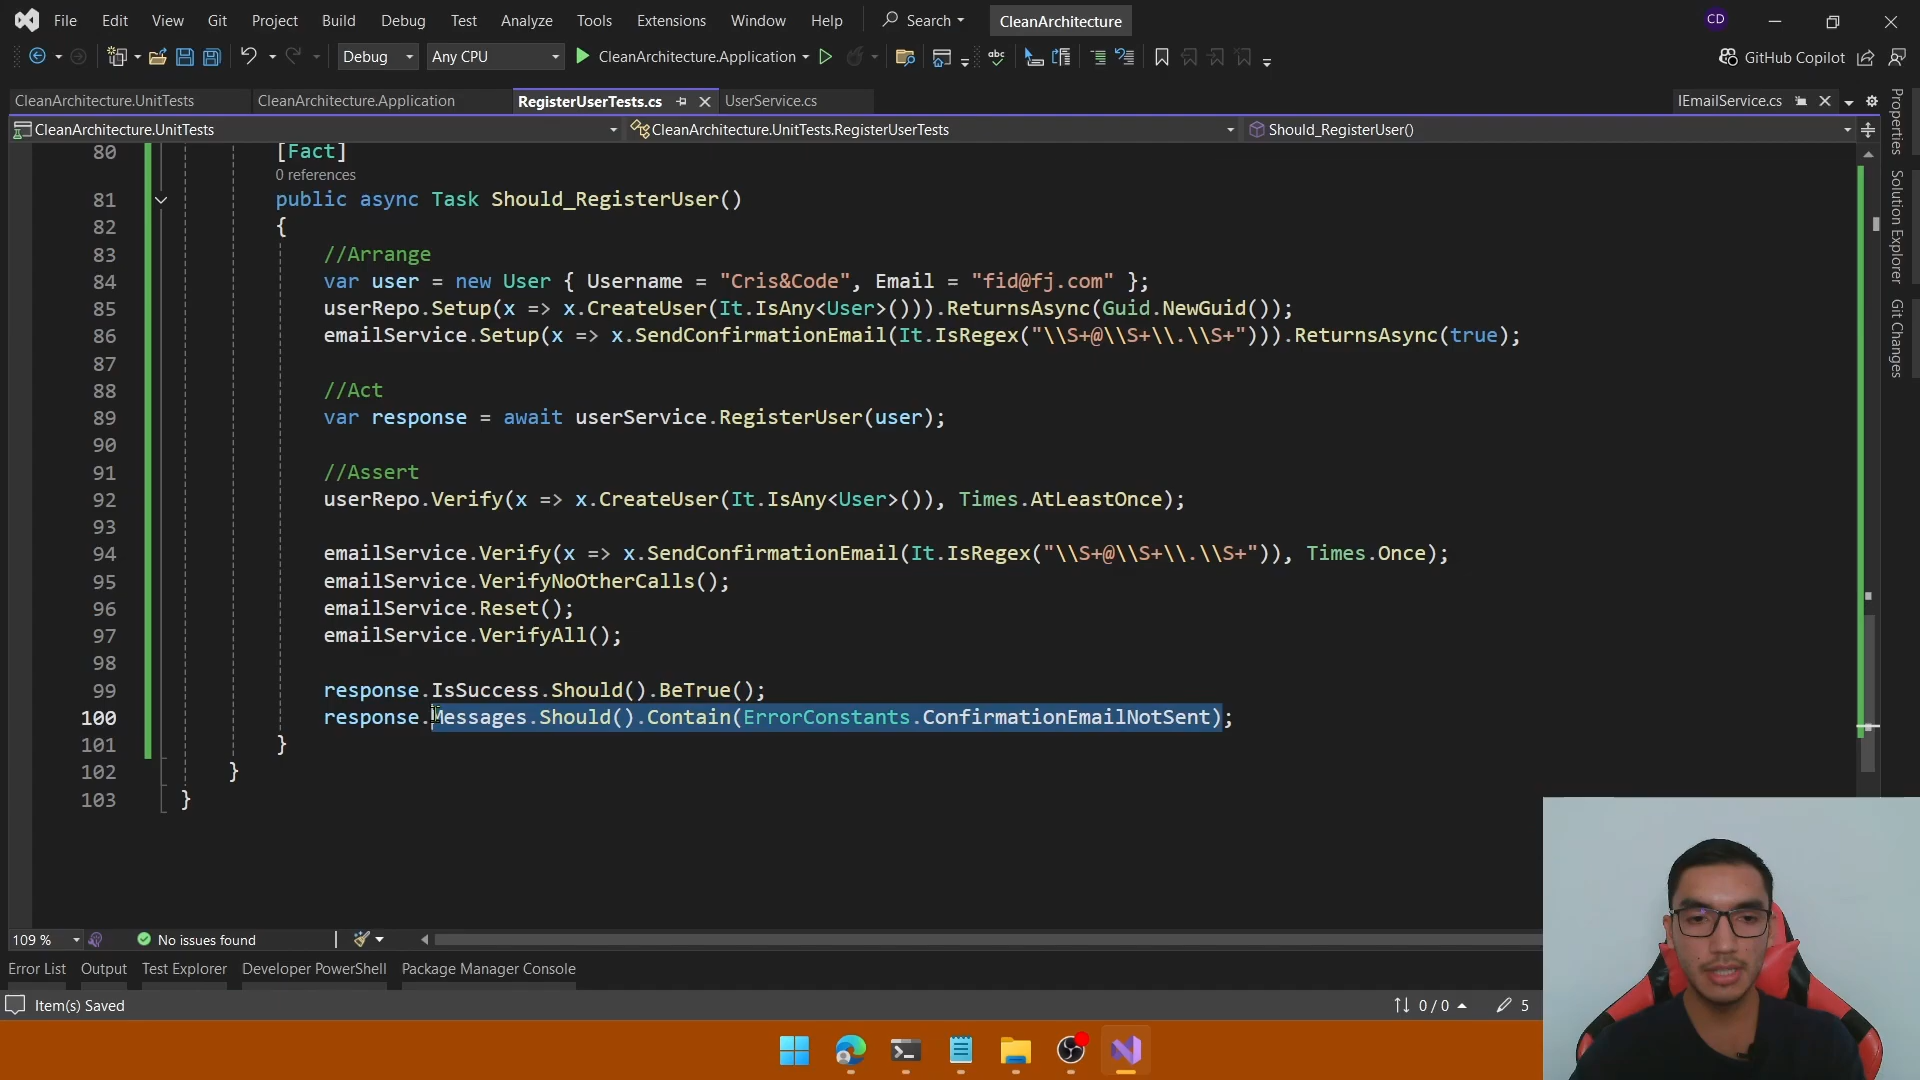 File Edit View Git Project Build Debug Test Analyze Tools Extensions Window Help Search CleanArchitecture CD
Debug Any CPU CleanArchitecture.Application abc GitHub Copilot
CleanArchitecture.UnitTests CleanArchitecture.Application RegisterUserTests.cs UserService.cs IEmailService.cs
CleanArchitecture.UnitTests CleanArchitecture.UnitTests.RegisterUserTests Should_RegisterUser()
80 [Fact]
0 references
81 public async Task Should_RegisterUser()
82 {
83 //Arrange
84 var user = new User { Username = "Cris&Code", Email = "fid@fj.com" };
85 userRepo.Setup(x => x.CreateUser(It.IsAny<User>())).ReturnsAsync(Guid.NewGuid());
86 emailService.Setup(x => x.SendConfirmationEmail(It.IsRegex("\\S+@\\S+\\.\\S+"))).ReturnsAsync(true);
87
88 //Act
89 var response = await userService.RegisterUser(user);
90
91 //Assert
92 userRepo.Verify(x => x.CreateUser(It.IsAny<User>()), Times.AtLeastOnce);
93
94 emailService.Verify(x => x.SendConfirmationEmail(It.IsRegex("\\S+@\\S+\\.\\S+")), Times.Once);
95 emailService.VerifyNoOtherCalls();
96 emailService.Reset();
97 emailService.VerifyAll();
98
99 response.IsSuccess.Should().BeTrue();
100 response.Messages.Should().Contain(ErrorConstants.ConfirmationEmailNotSent);
101 }
102 }
103 }
Properties
Solution Explorer
Git Changes
109 % No issues found
Error List Output Test Explorer Developer PowerShell Package Manager Console
Item(s) Saved 0 / 0 5